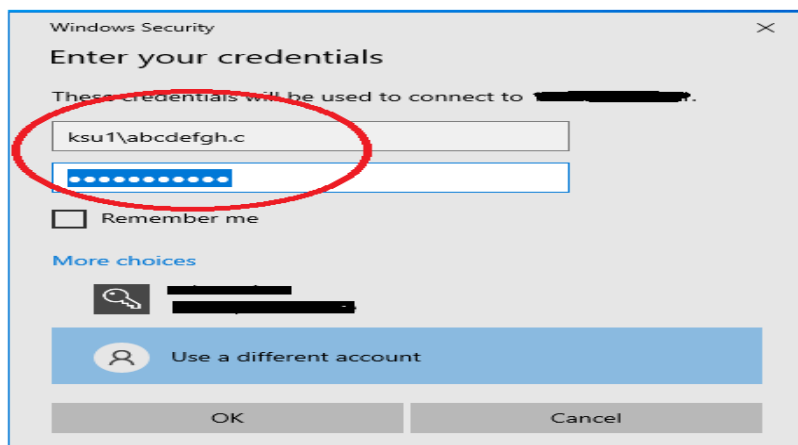 Windows Security
Enter your credentials
These credentials will be used to connect to
ksu1\abcdefgh.c
●●●●●●●●●●●
Remember me
More choices
Use a different account
OK
Cancel